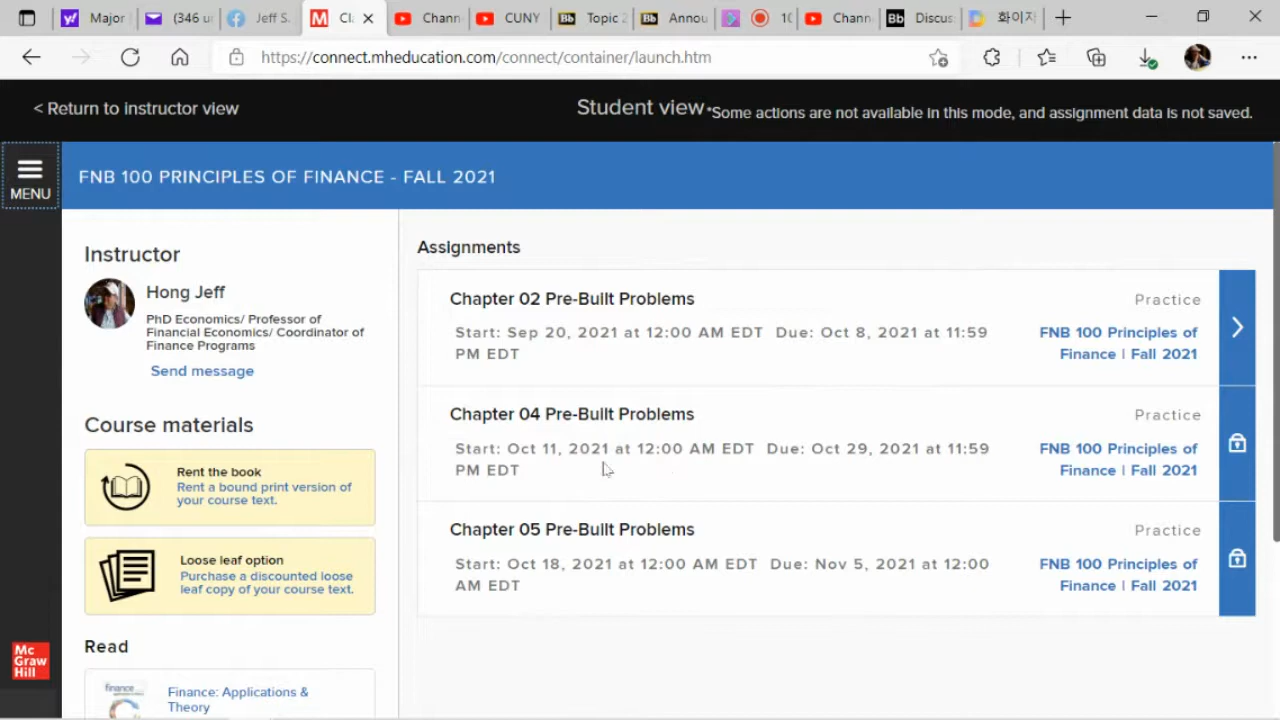 Major
(346 u
Jeff S.
Cl
Chann
CUNY
Bb Topic 2
Bb Annou
10
Chann
Bb Discus
화이자
https://connect.mheducation.com/connect/container/launch.htm
< Return to instructor view
Student view *Some actions are not available in this mode, and assignment data is not saved.
MENU
FNB 100 PRINCIPLES OF FINANCE - FALL 2021
Instructor
Hong Jeff
PhD Economics/ Professor of
Financial Economics/ Coordinator of
Finance Programs
Send message
Course materials
Rent the book
Rent a bound print version of
your course text.
Loose leaf option
Purchase a discounted loose
leaf copy of your course text.
Read
finance
Finance: Applications &
Theory
Mc
Graw
Hill
Assignments
Chapter 02 Pre-Built Problems
Practice
Start: Sep 20, 2021 at 12:00 AM EDT Due: Oct 8, 2021 at 11:59
PM EDT
FNB 100 Principles of
Finance | Fall 2021
Chapter 04 Pre-Built Problems
Practice
Start: Oct 11, 2021 at 12:00 AM EDT Due: Oct 29, 2021 at 11:59
PM EDT
FNB 100 Principles of
Finance | Fall 2021
Chapter 05 Pre-Built Problems
Practice
Start: Oct 18, 2021 at 12:00 AM EDT Due: Nov 5, 2021 at 12:00
AM EDT
FNB 100 Principles of
Finance | Fall 2021